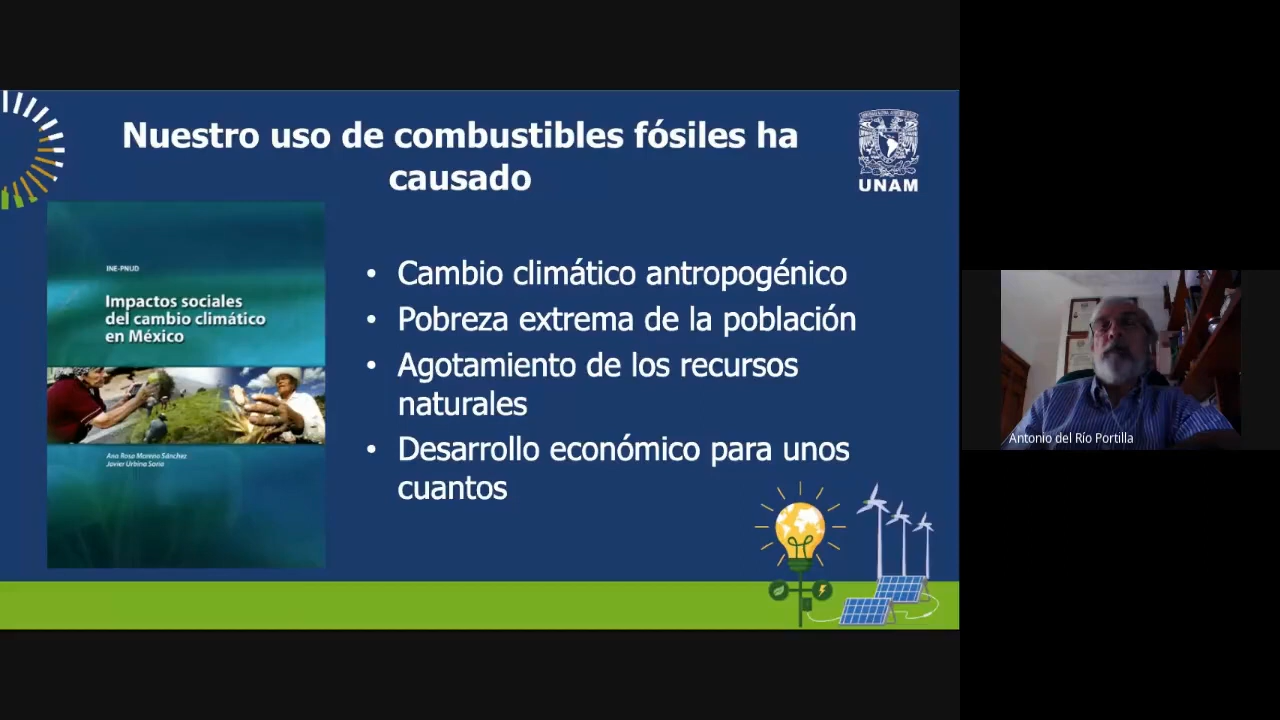 Nuestro uso de combustibles fósiles ha
causado
UNAM
INE-PNUD
Impactos sociales
del cambio climático
en México
Ana Rosa Moreno Sánchez
Javier Urbina Soria
• Cambio climático antropogénico
• Pobreza extrema de la población
• Agotamiento de los recursos
naturales
• Desarrollo económico para unos
cuantos
Antonio del Río Portilla